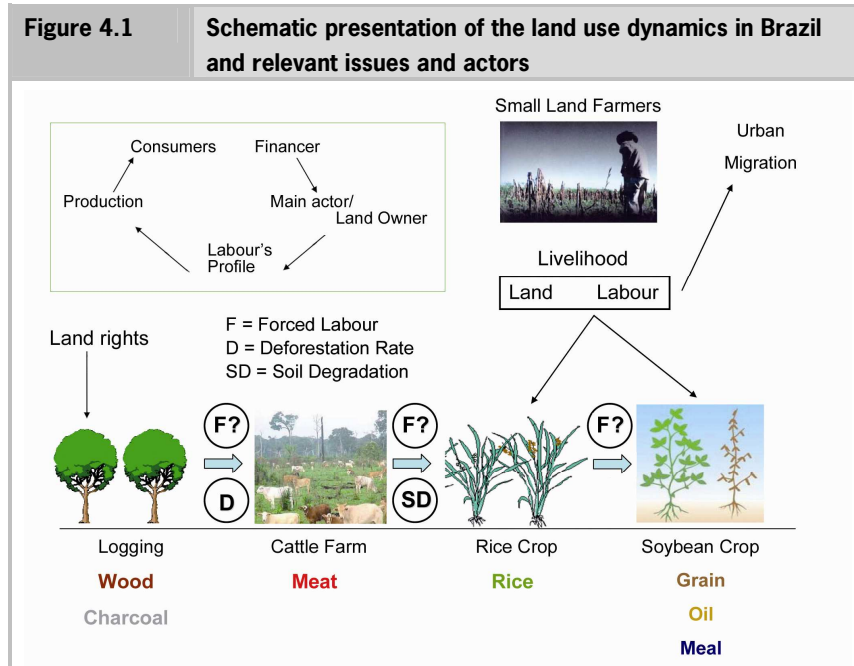 Figure 4.1
Schematic presentation of the land use dynamics in Brazil
and relevant issues and actors
Consumers
Financer
Production
Main actor/
Land Owner
Labour's
Profile
Small Land Farmers
Urban
Migration
Livelihood
Land Labour
Land rights
F = Forced Labour
D = Deforestation Rate
SD = Soil Degradation
F?
D
F?
SD
F?
Logging
Cattle Farm
Rice Crop
Soybean Crop
Wood
Meat
Rice
Grain
Charcoal
Oil
Meal